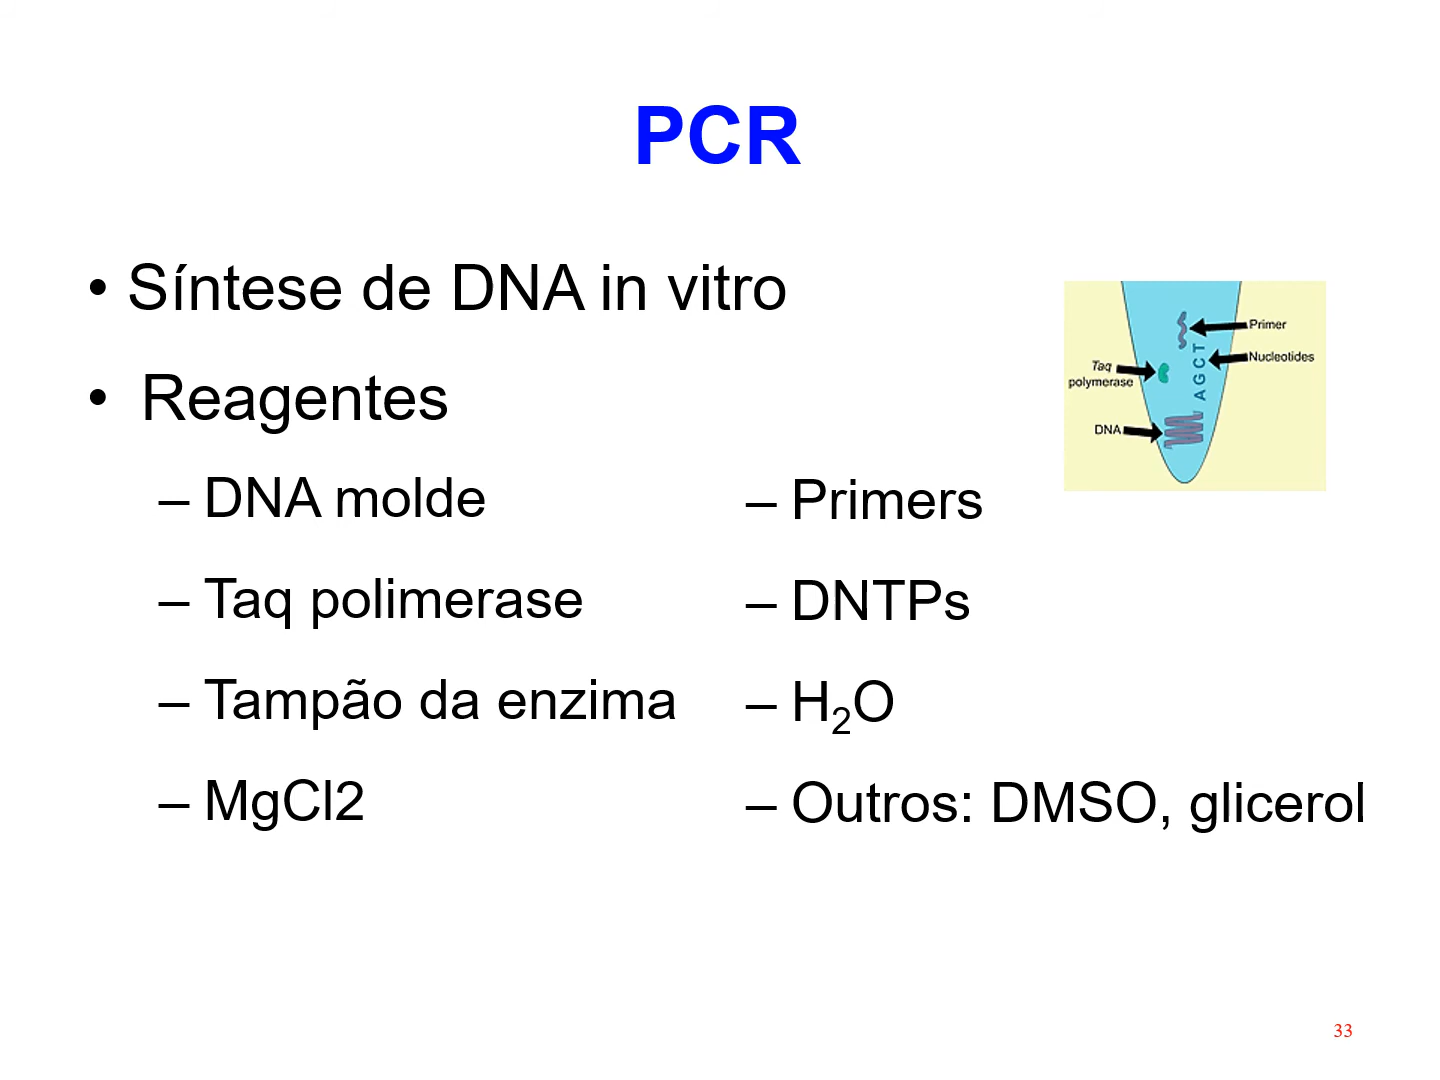 PCR
• Síntese de DNA in vitro
• Reagentes
– DNA molde
– Taq polimerase
– Tampão da enzima
– MgCl2
– Primers
– DNTPs
– H₂O
– Outros: DMSO, glicerol
Primer
Nucleotides
Taq
polymerase
AGCT
DNA
33